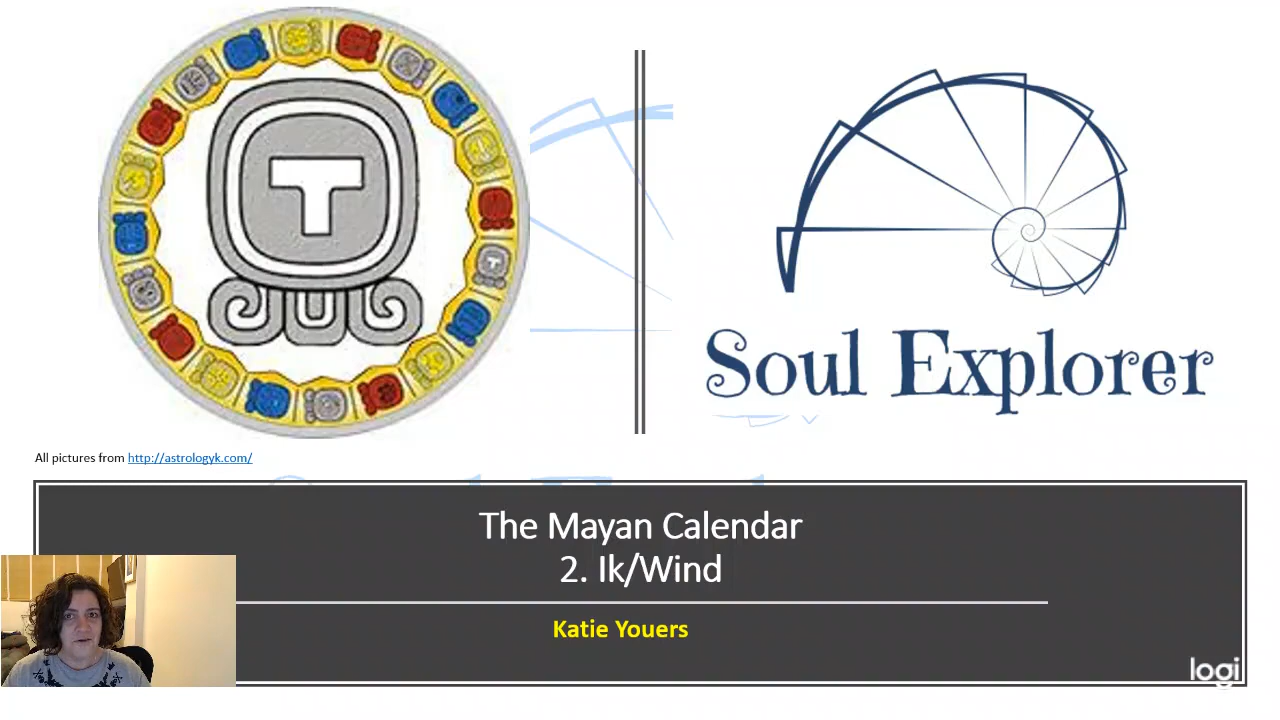 Soul Explorer
All pictures from http://astrologyk.com/
The Mayan Calendar
2. Ik/Wind
Katie Youers
logi